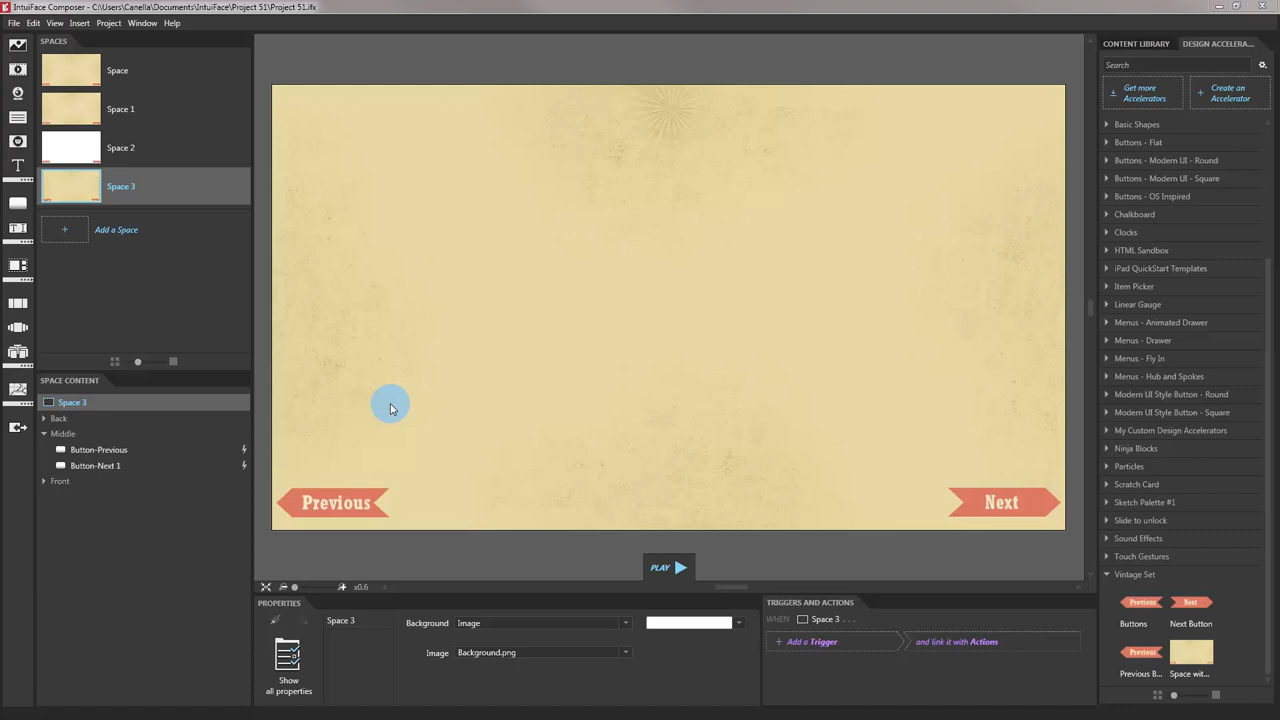 IntuiFace Composer - C:\Users\Canella\Documents\IntuiFace\Project 51\Project 51.ifx
File Edit View Insert Project Window Help
SPACES
Space
Space 1
Space 2
Space 3
+ Add a Space
SPACE CONTENT
Space 3
Back
Middle
Button-Previous
Button-Next 1
Front
Previous
Next
PLAY
x0.6
PROPERTIES
Show
all properties
Space 3
Background Image
Image Background.png
TRIGGERS AND ACTIONS
WHEN Space 3 . . .
+ Add a Trigger and link it with Actions
CONTENT LIBRARY DESIGN ACCELERA...
Search
Get more
Accelerators
+ Create an
Accelerator
Basic Shapes
Buttons - Flat
Buttons - Modern UI - Round
Buttons - Modern UI - Square
Buttons - OS Inspired
Chalkboard
Clocks
HTML Sandbox
iPad QuickStart Templates
Item Picker
Linear Gauge
Menus - Animated Drawer
Menus - Drawer
Menus - Fly In
Menus - Hub and Spokes
Modern UI Style Button - Round
Modern UI Style Button - Square
My Custom Design Accelerators
Ninja Blocks
Particles
Scratch Card
Sketch Palette #1
Slide to unlock
Sound Effects
Touch Gestures
Vintage Set
Previous Next
Buttons Next Button
Previous
Previous B... Space wit...